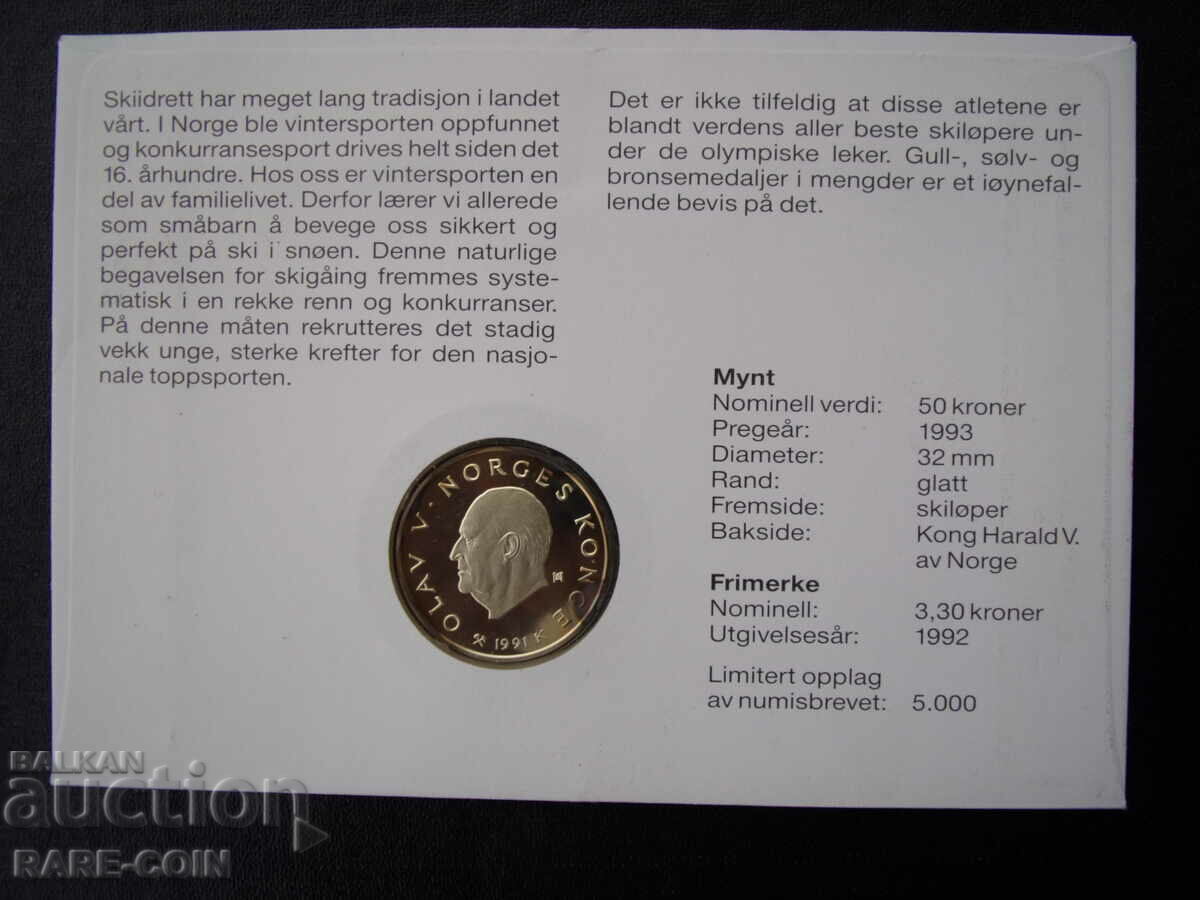 Skiidrett har meget lang tradisjon i landet
vårt. I Norge ble vintersporten oppfunnet
og konkurransesport drives helt siden det
16. århundre. Hos oss er vintersporten en
del av familielivet. Derfor lærer vi allerede
som småbarn å bevege oss sikkert og
perfekt på ski i snøen. Denne naturlige
begavelsen for skigåing fremmes syste-
matisk i en rekke renn og konkurranser.
På denne måten rekrutteres det stadig
vekk unge, sterke krefter for den nasjo-
nale toppsporten.
Det er ikke tilfeldig at disse atletene er
blandt verdens aller beste skiløpere un-
der de olympiske leker. Gull-, sølv- og
bronsemedaljer i mengder er et iøynefal-
lende bevis på det.
Mynt
Nominell verdi: 50 kroner
Pregeår: 1993
Diameter: 32 mm
Rand: glatt
Fremside: skiløper
Bakside: Kong Harald V.
av Norge
Frimerke
Nominell: 3,30 kroner
Utgivelsesår: 1992
Limitert opplag
av numisbrevet: 5.000
OLAV V · NORGES KONGE
1991 K
BALKAN
auction
RARE-COIN